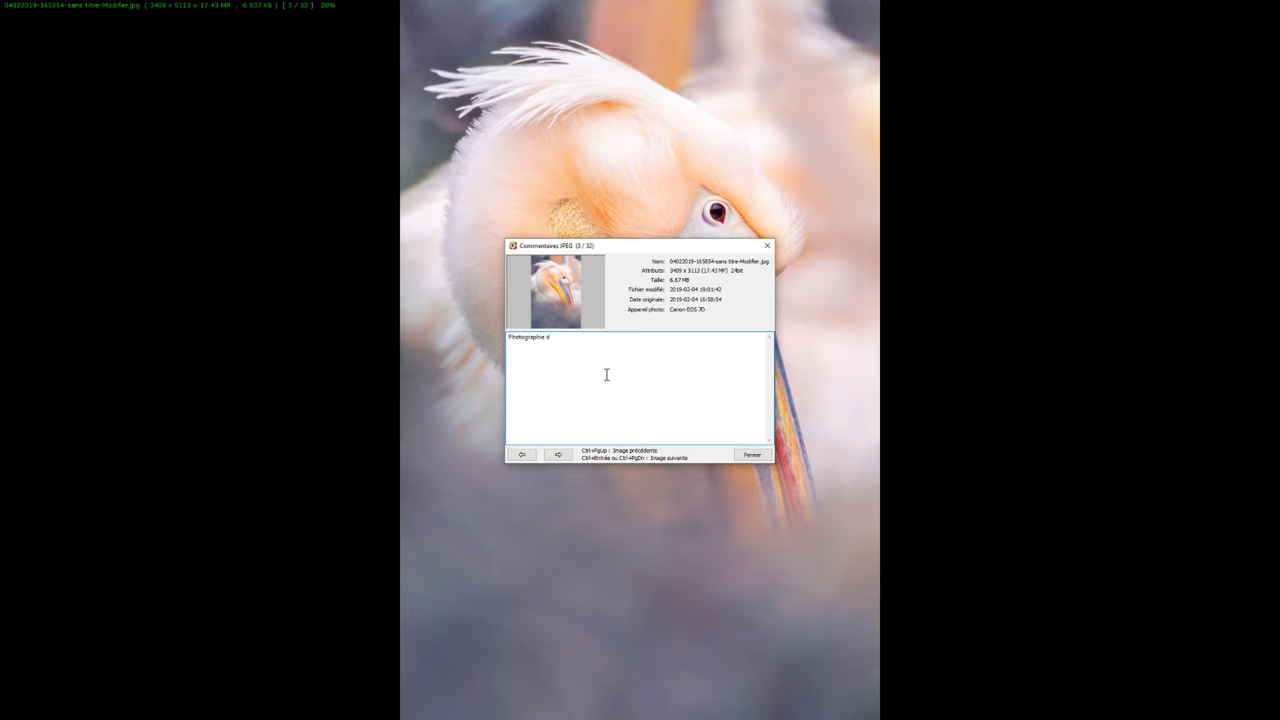 04022019-165854-sans titre-Modifier.jpg ( 3409 x 5113 = 17.43 MP , 6 837 KB ) [ 3 / 32 ] 28%
Commentaires JPEG (3 / 32)
Nom: 04022019-165854-sans titre-Modifier.jpg
Attributs: 3409 x 5113 (17.43 MP) 24bit
Taille: 6.67 MB
Fichier modifié: 2019-02-04 19:01:42
Date originale: 2019-02-04 16:58:54
Appareil photo: Canon EOS 7D
Photographie d
Ctrl+PgUp : Image précédente
Ctrl+Entrée ou Ctrl+PgDn : Image suivante
Fermer